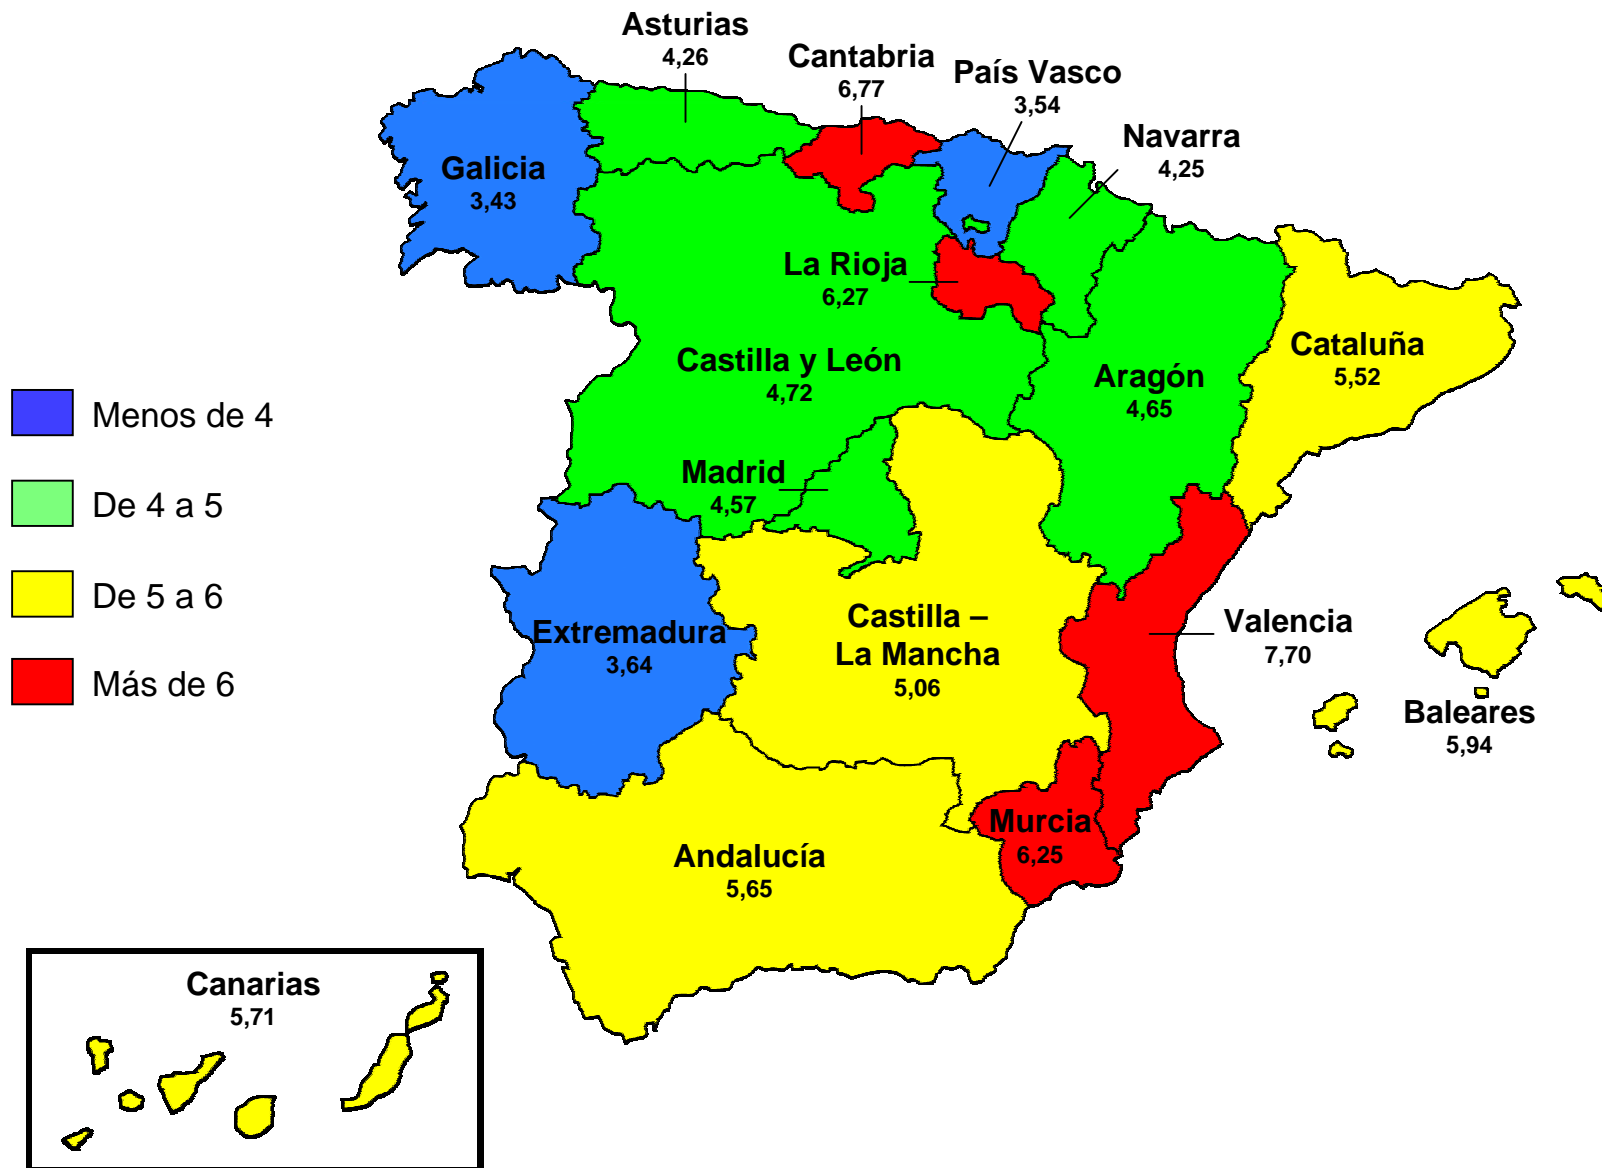 Asturias
4,26
Cantabria
6,77
País Vasco
3,54
Navarra
4,25
Galicia
3,43
La Rioja
6,27
Cataluña
5,52
Castilla y León
4,72
Aragón
4,65
Menos de 4
De 4 a 5
De 5 a 6
Más de 6
Madrid
4,57
Extremadura
3,64
Castilla –
La Mancha
5,06
Valencia
7,70
Baleares
5,94
Murcia
6,25
Andalucía
5,65
Canarias
5,71